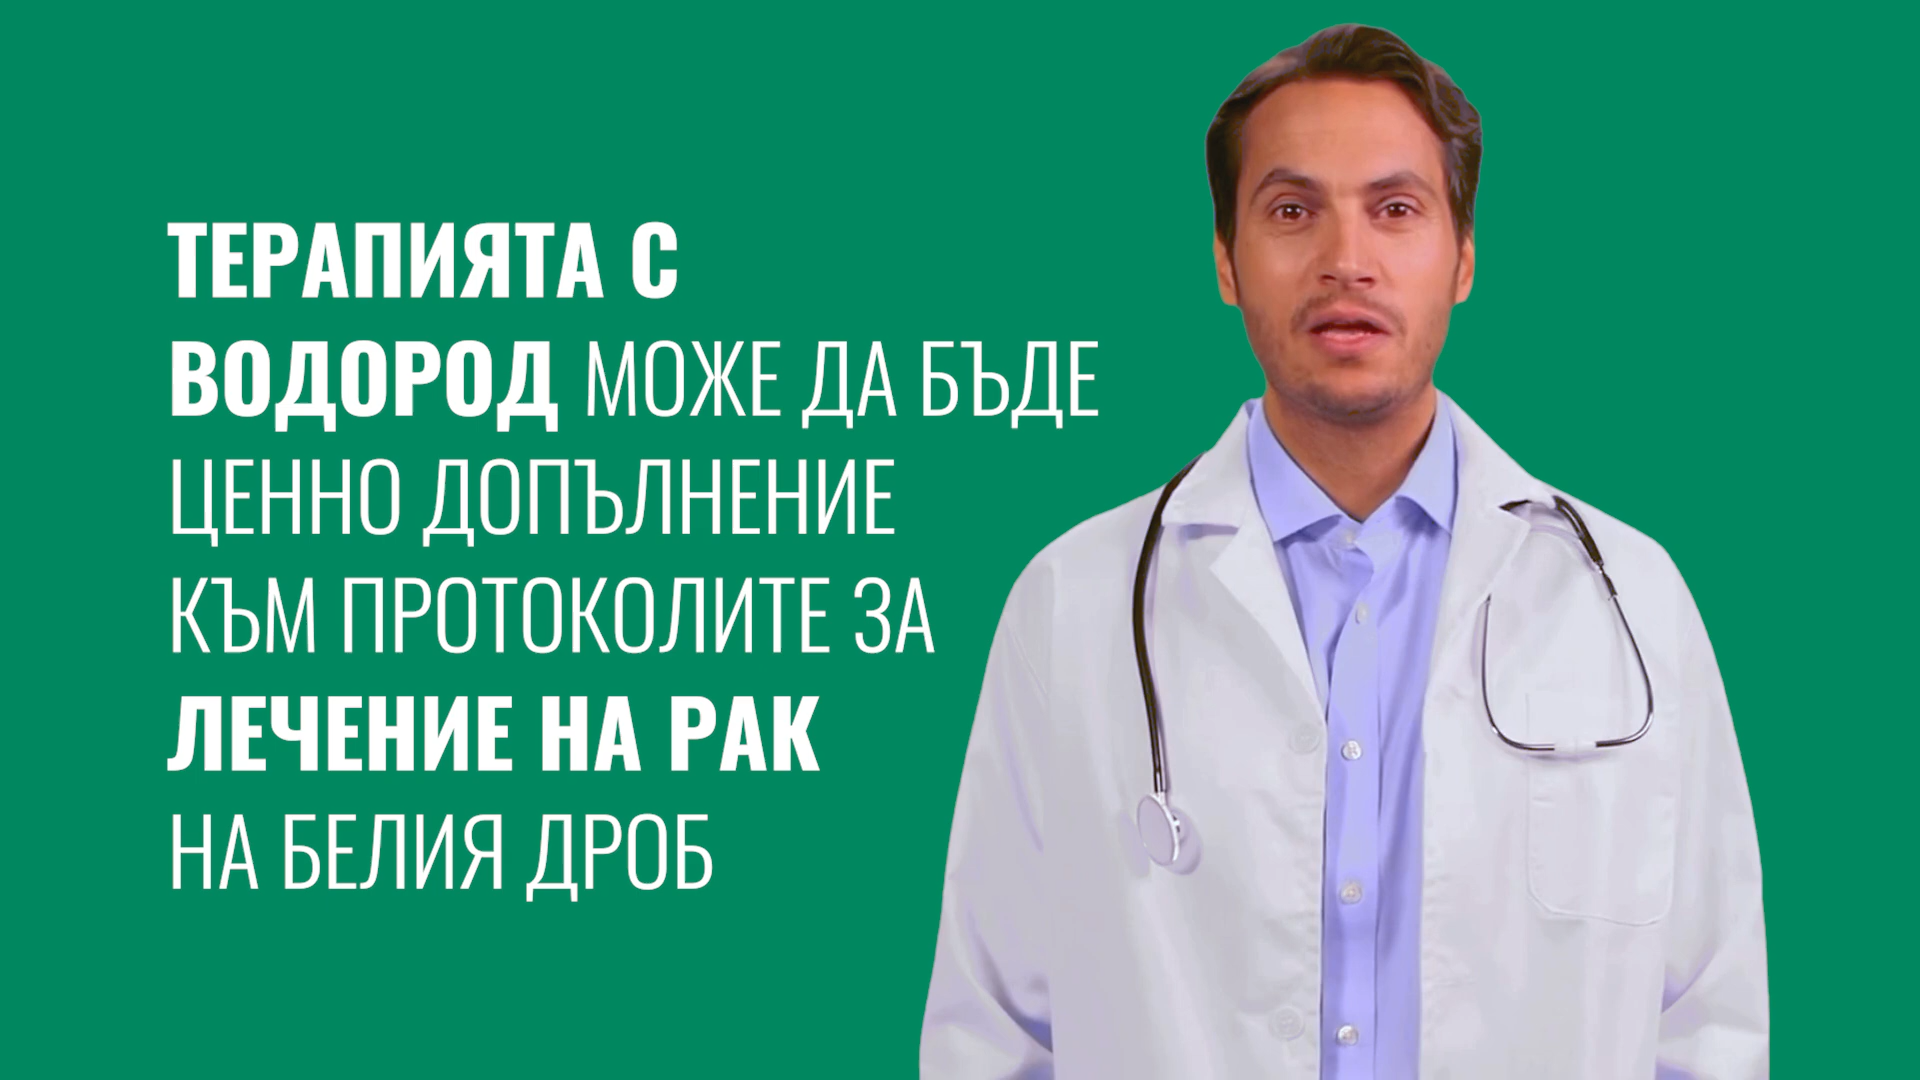 ТЕРАПИЯТА С
ВОДОРОД МОЖЕ ДА БЪДЕ
ЦЕННО ДОПЪЛНЕНИЕ
КЪМ ПРОТОКОЛИТЕ ЗА
ЛЕЧЕНИЕ НА РАК
НА БЕЛИЯ ДРОБ